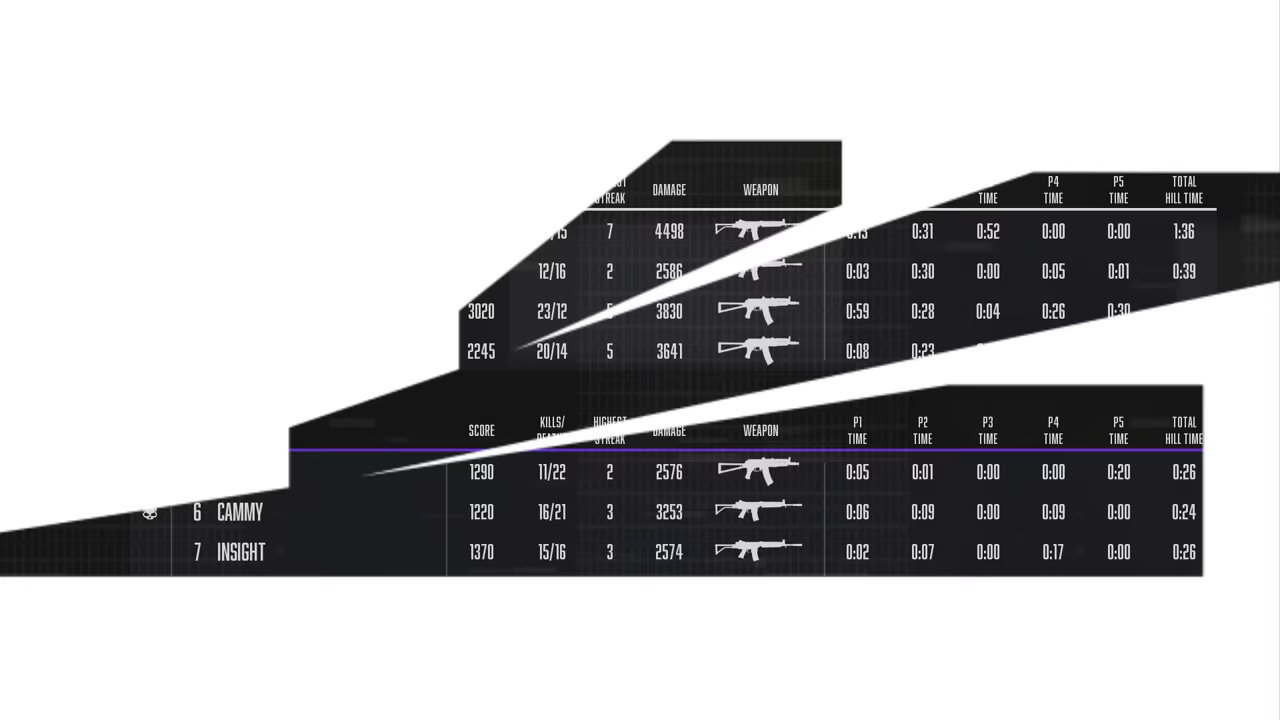 DAMAGE WEAPON P4 P5 TOTAL
TIME TIME TIME HILL TIME
7 4498 0:31 0:52 0:00 0:00 1:36
12/16 2 2586 0:03 0:30 0:00 0:05 0:01 0:39
3020 23/12 3830 0:59 0:28 0:04 0:26 0:30
2245 20/14 5 3641 0:08 0:23
SCORE KILLS/ HIGHEST DAMAGE WEAPON P1 P2 P3 P4 P5 TOTAL
STREAK TIME TIME TIME TIME TIME HILL TIME
1290 11/22 2 2576 0:05 0:01 0:00 0:00 0:20 0:26
6 CAMMY 1220 16/21 3 3253 0:06 0:09 0:00 0:09 0:00 0:24
7 INSIGHT 1370 15/16 3 2574 0:02 0:07 0:00 0:17 0:00 0:26